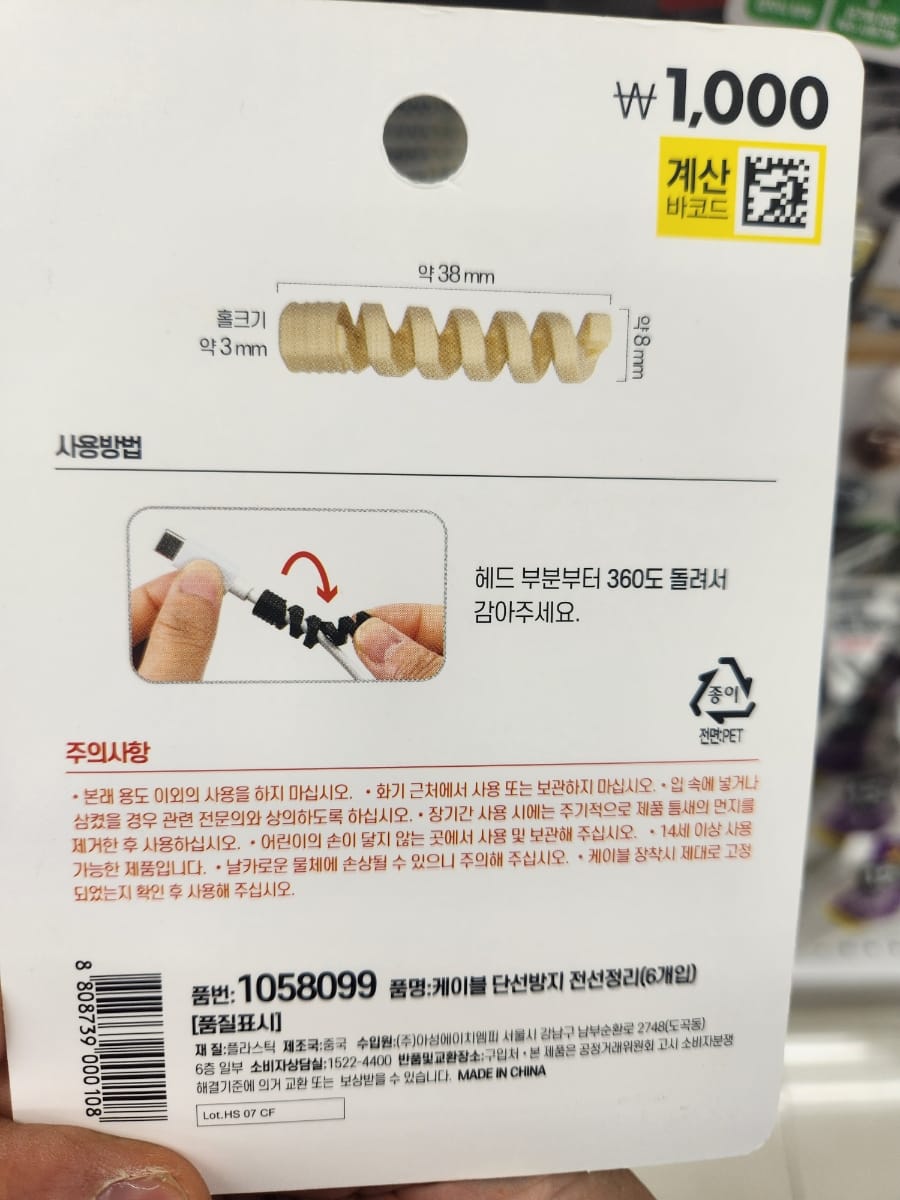 ₩1,000
계산
바코드
약 38 mm
홀크기
약 3 mm
약 8 mm
사용방법
헤드 부분부터 360도 돌려서
감아주세요.
종이
전면:PET
주의사항
• 본래 용도 이외의 사용을 하지 마십시오. • 화기 근처에서 사용 또는 보관하지 마십시오. • 입 속에 넣거나
삼켰을 경우 관련 전문의와 상의하도록 하십시오. • 장기간 사용 시에는 주기적으로 제품 틈새의 먼지를
제거한 후 사용하십시오. • 어린이의 손이 닿지 않는 곳에서 사용 및 보관해 주십시오. • 14세 이상 사용
가능한 제품입니다. • 날카로운 물체에 손상될 수 있으니 주의해 주십시오. • 케이블 장착시 제대로 고정
되었는지 확인 후 사용해 주십시오.
8 808739 000108
품번:1058099 품명:케이블 단선방지 전선정리(6개입)
[품질표시]
재 질:플라스틱 제조국:중국 수입원:(주)아성에이치엠피 서울시 강남구 남부순환로 2748(도곡동)
6층 일부 소비자상담실:1522-4400 반품및교환장소:구입처 • 본 제품은 공정거래위원회 고시 소비자분쟁
해결기준에 의거 교환 또는 보상받을 수 있습니다. MADE IN CHINA
Lot.HS 07 CF